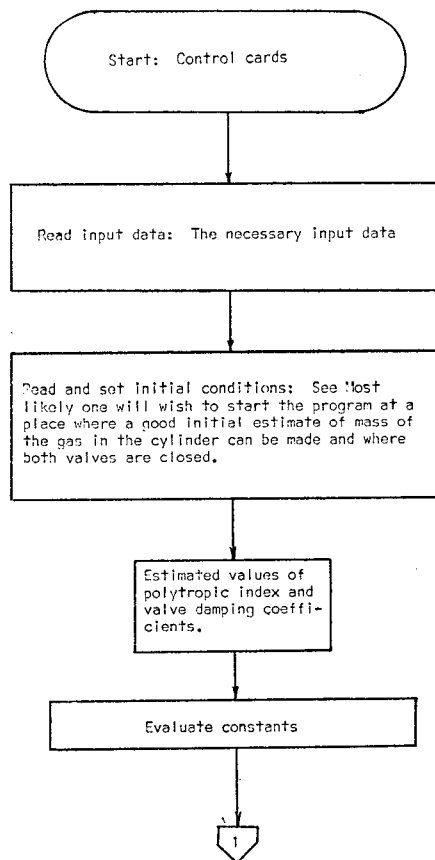 Start: Control cards
Read input data: The necessary input data
Read and set initial conditions: See Most
likely one will wish to start the program at a
place where a good initial estimate of mass of
the gas in the cylinder can be made and where
both valves are closed.
Estimated values of
polytropic index and
valve damping coeffi-
cients.
Evaluate constants
1